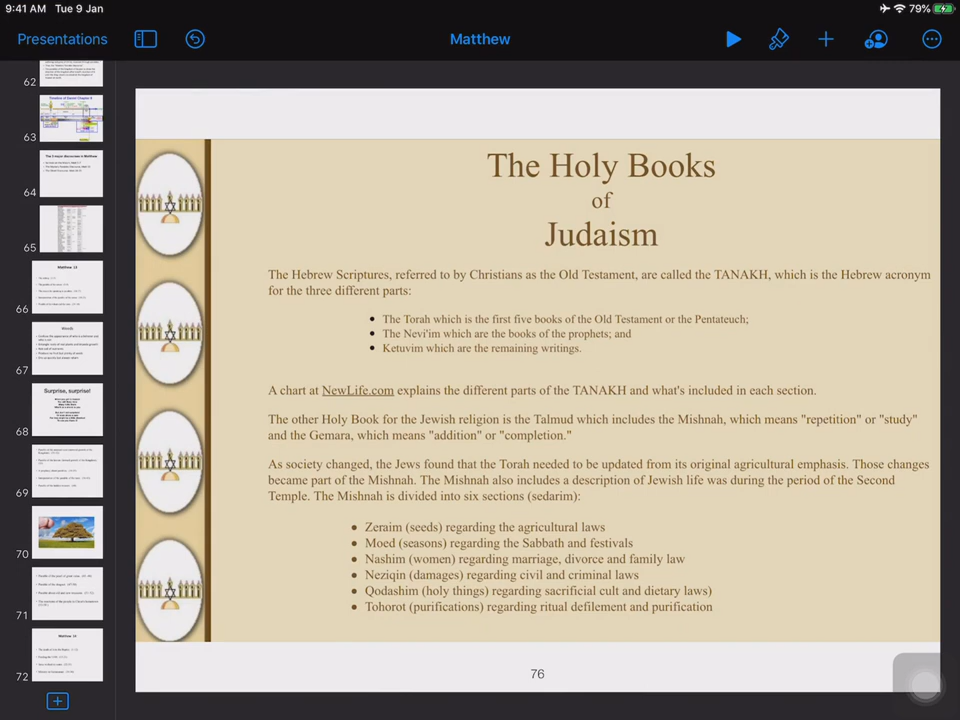 9:41 AM Tue 9 Jan
79%
Presentations
Matthew
62
63
64
The 5 major discourses in Matthew
65
66
67
Weeds
68
Surprise, surprise!
69
70
71
72
The Holy Books
of
Judaism
The Hebrew Scriptures, referred to by Christians as the Old Testament, are called the TANAKH, which is the Hebrew acronym
for the three different parts:
• The Torah which is the first five books of the Old Testament or the Pentateuch;
• The Nevi'im which are the books of the prophets; and
• Ketuvim which are the remaining writings.
A chart at NewLife.com explains the different parts of the TANAKH and what's included in each section.
The other Holy Book for the Jewish religion is the Talmud which includes the Mishnah, which means "repetition" or "study"
and the Gemara, which means "addition" or "completion."
As society changed, the Jews found that the Torah needed to be updated from its original agricultural emphasis. Those changes
became part of the Mishnah. The Mishnah also includes a description of Jewish life was during the period of the Second
Temple. The Mishnah is divided into six sections (sedarim):
• Zeraim (seeds) regarding the agricultural laws
• Moed (seasons) regarding the Sabbath and festivals
• Nashim (women) regarding marriage, divorce and family law
• Neziqin (damages) regarding civil and criminal laws
• Qodashim (holy things) regarding sacrificial cult and dietary laws)
• Tohorot (purifications) regarding ritual defilement and purification
76